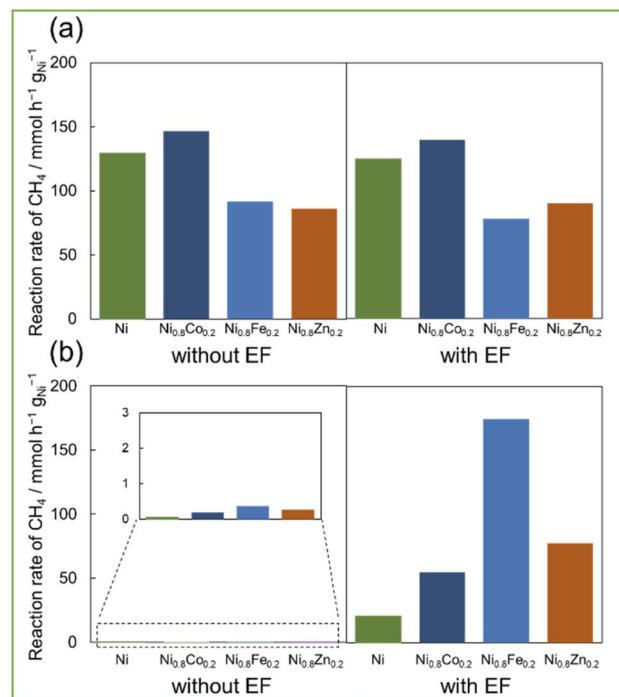 (a)
Reaction rate of CH₄ / mmol h⁻¹ g_Ni⁻¹
200
150
100
50
0
Ni Ni₀.₈Co₀.₂ Ni₀.₈Fe₀.₂ Ni₀.₈Zn₀.₂
without EF
Ni Ni₀.₈Co₀.₂ Ni₀.₈Fe₀.₂ Ni₀.₈Zn₀.₂
with EF
(b)
Reaction rate of CH₄ / mmol h⁻¹ g_Ni⁻¹
200
150
100
50
0
3
2
1
0
Ni Ni₀.₈Co₀.₂ Ni₀.₈Fe₀.₂ Ni₀.₈Zn₀.₂
without EF
Ni Ni₀.₈Co₀.₂ Ni₀.₈Fe₀.₂ Ni₀.₈Zn₀.₂
with EF